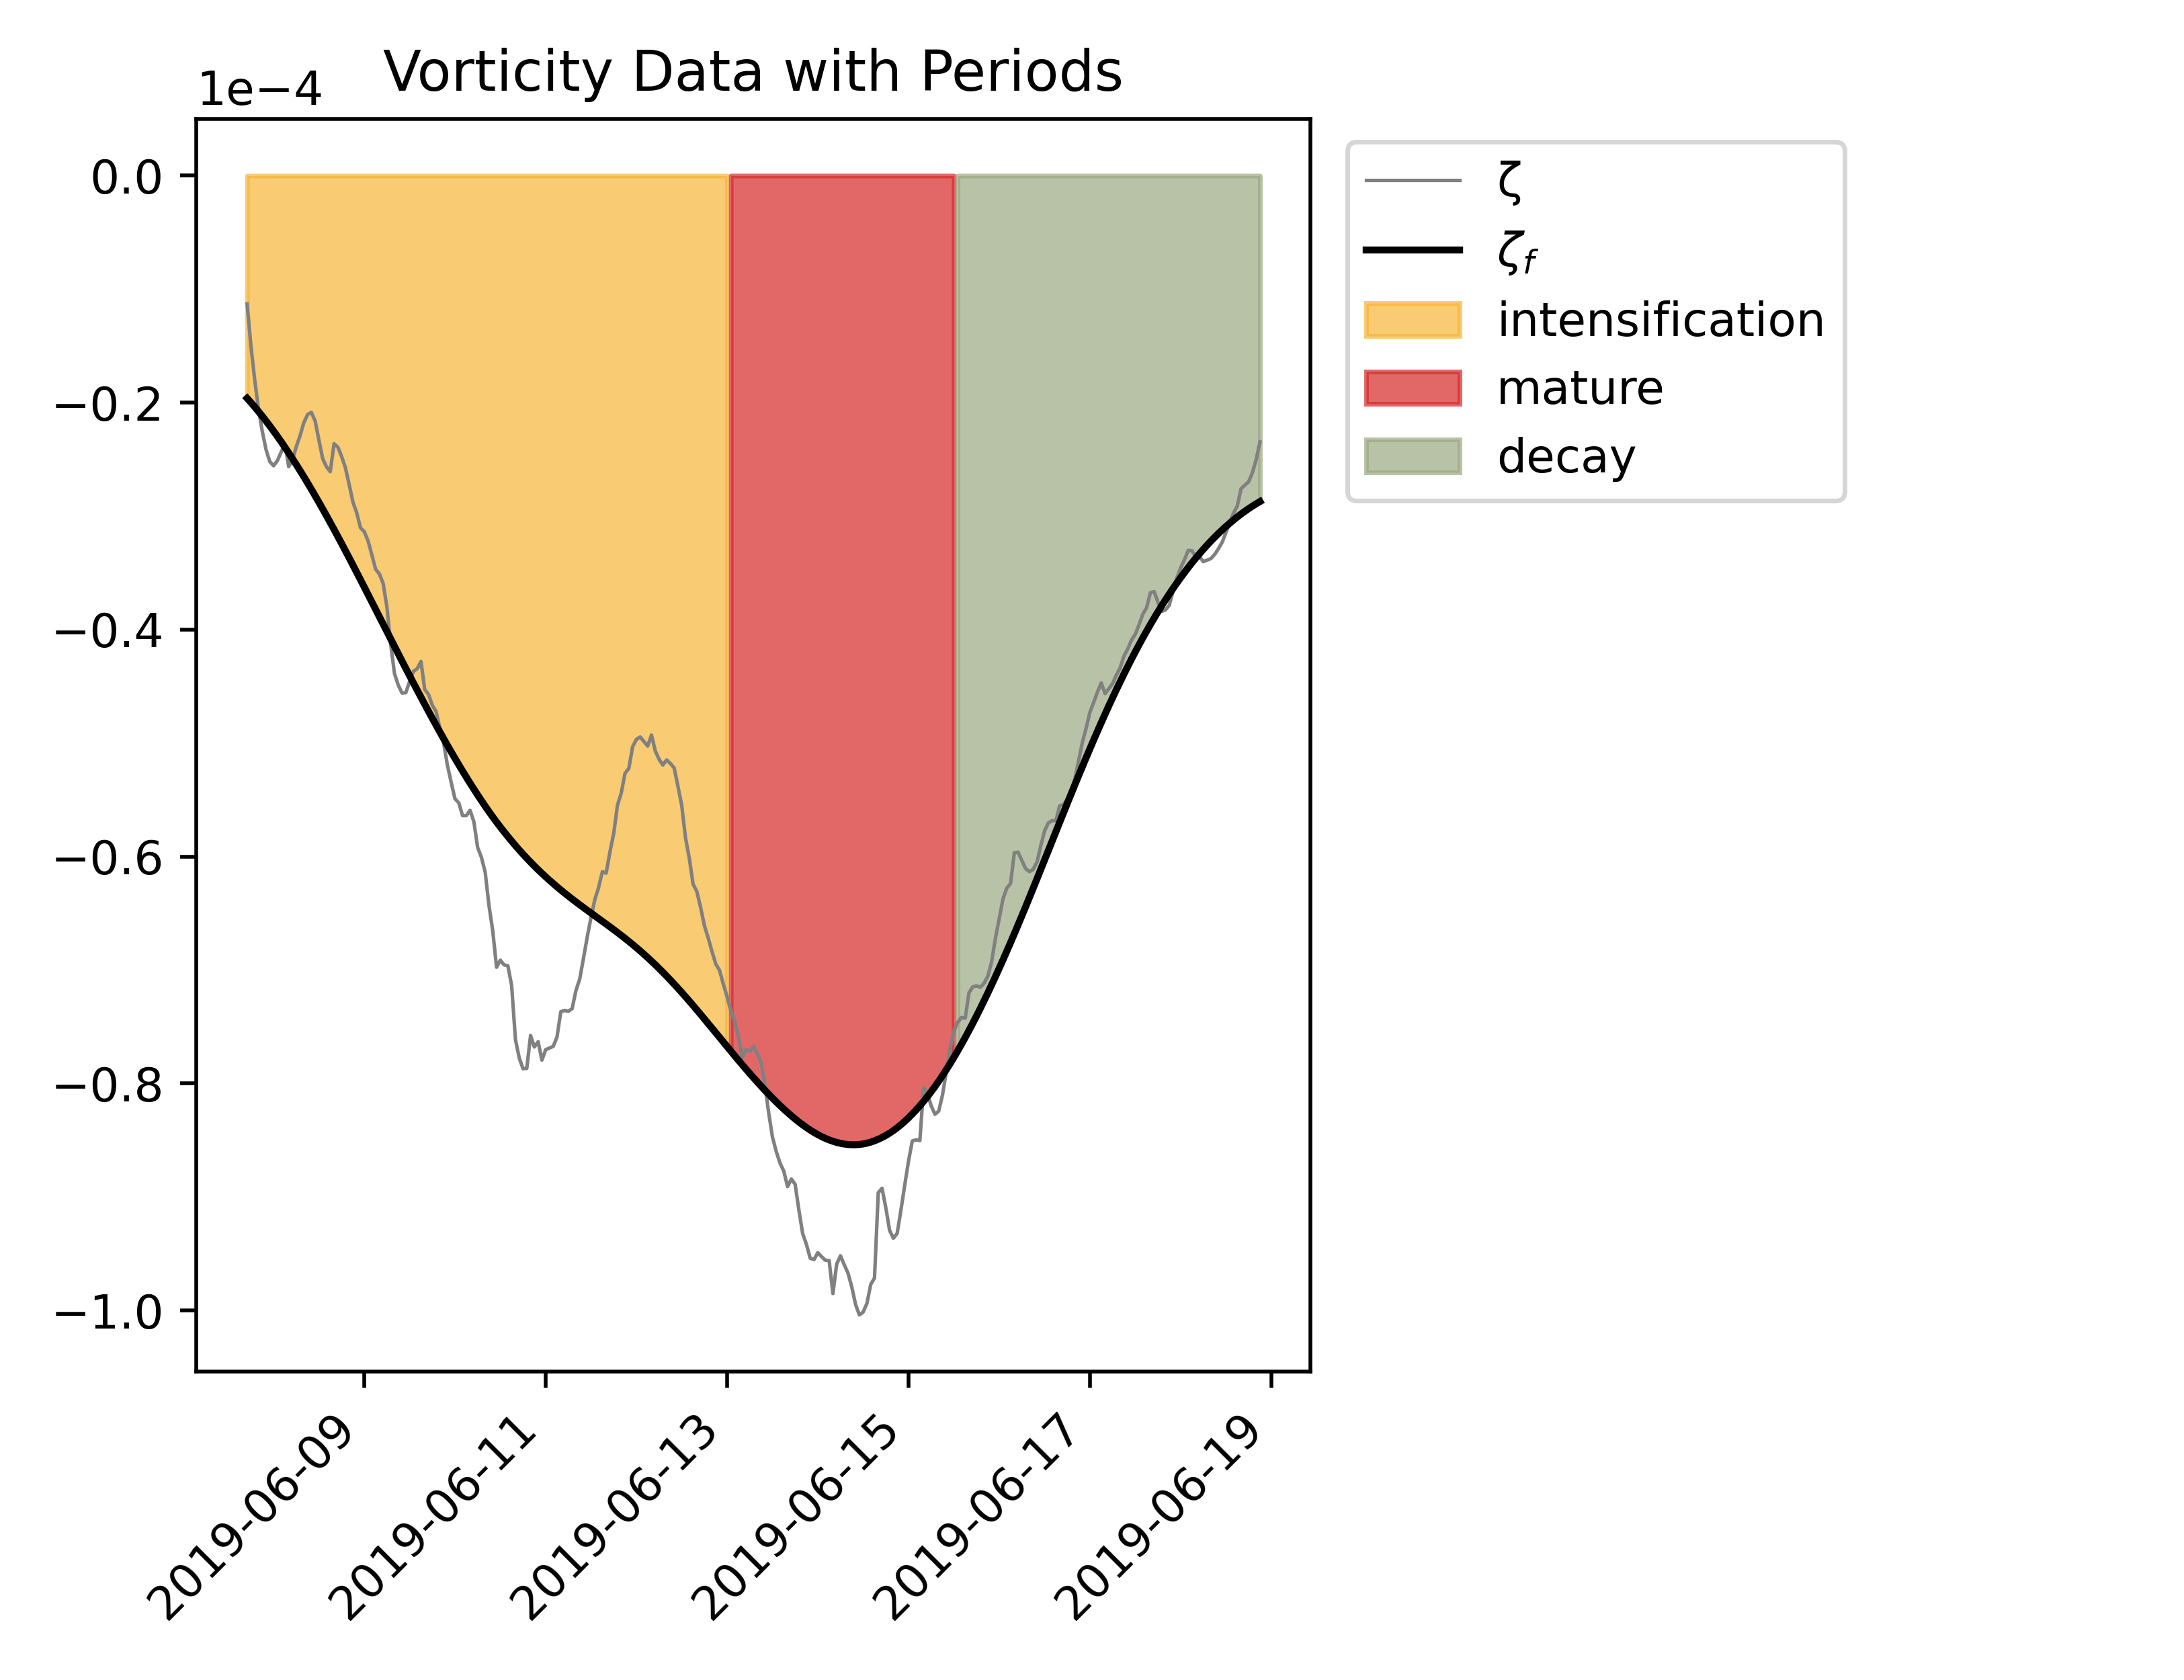 Vorticity Data with Periods
1e−4
0.0
−0.2
−0.4
−0.6
−0.8
−1.0
2019-06-09
2019-06-11
2019-06-13
2019-06-15
2019-06-17
2019-06-19
ζ
ζf
intensification
mature
decay